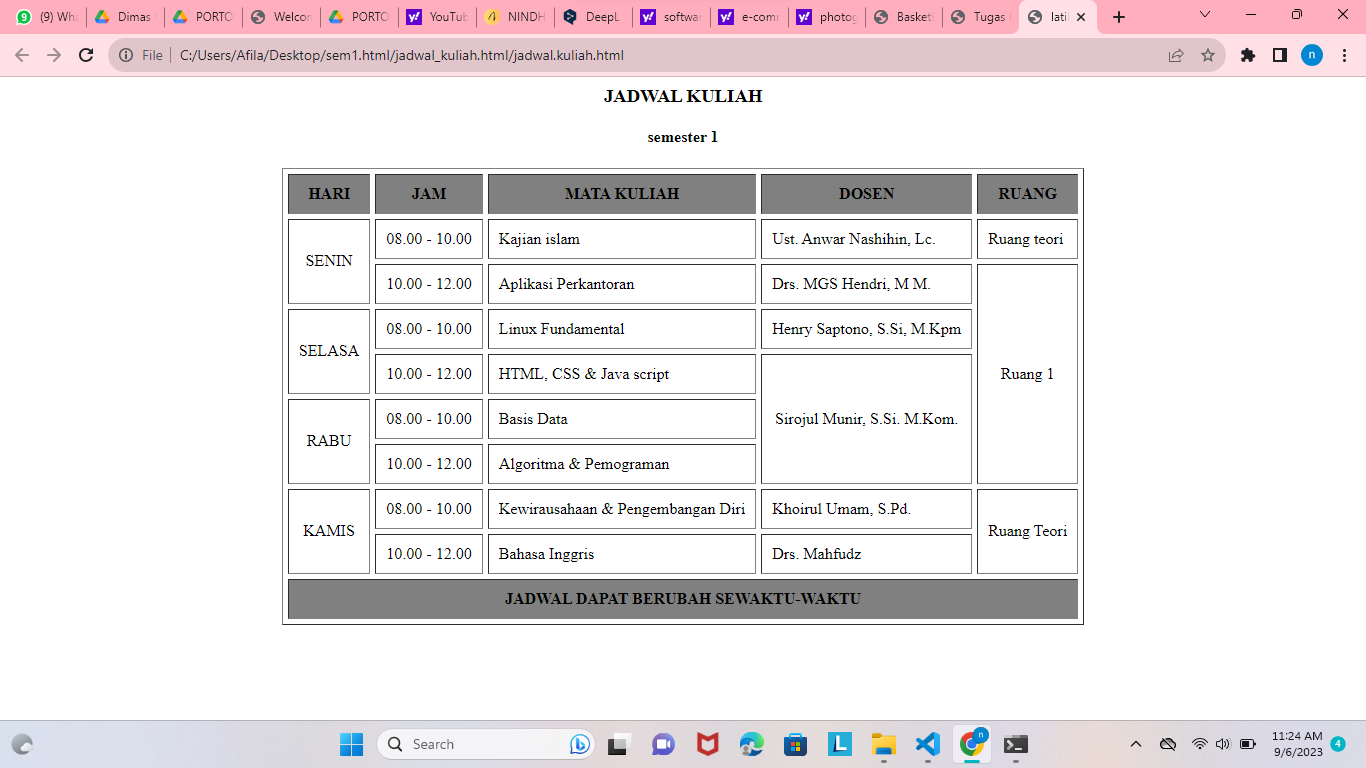 (9) Wha
Dimas
PORTO
Welcom
PORTO
YouTub
NINDH
DeepL
softwar
e-comm
photog
Basket
Tugas
lati
File
C:/Users/Afila/Desktop/sem1.html/jadwal_kuliah.html/jadwal.kuliah.html
n
JADWAL KULIAH
semester 1
HARI JAM MATA KULIAH DOSEN RUANG
SENIN
08.00 - 10.00 Kajian islam Ust. Anwar Nashihin, Lc. Ruang teori
10.00 - 12.00 Aplikasi Perkantoran Drs. MGS Hendri, M M.
SELASA
08.00 - 10.00 Linux Fundamental Henry Saptono, S.Si, M.Kpm
10.00 - 12.00 HTML, CSS & Java script
Ruang 1
RABU
08.00 - 10.00 Basis Data Sirojul Munir, S.Si. M.Kom.
10.00 - 12.00 Algoritma & Pemograman
KAMIS
08.00 - 10.00 Kewirausahaan & Pengembangan Diri Khoirul Umam, S.Pd.
Ruang Teori
10.00 - 12.00 Bahasa Inggris Drs. Mahfudz
JADWAL DAPAT BERUBAH SEWAKTU-WAKTU
Search
11:24 AM
9/6/2023
4